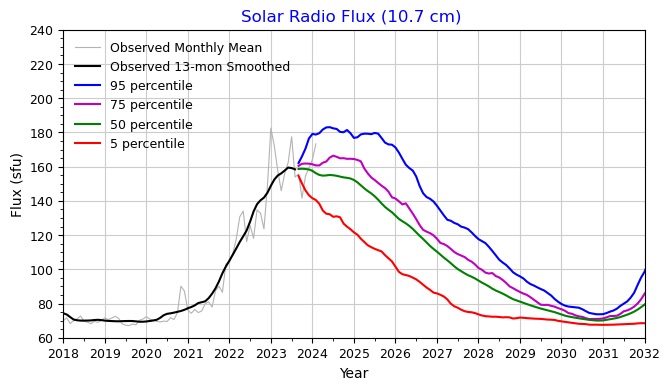 Solar Radio Flux (10.7 cm)
240
220
200
180
160
140
120
100
80
60
Flux (sfu)
Observed Monthly Mean
Observed 13-mon Smoothed
95 percentile
75 percentile
50 percentile
5 percentile
2018 2019 2020 2021 2022 2023 2024 2025 2026 2027 2028 2029 2030 2031 2032
Year